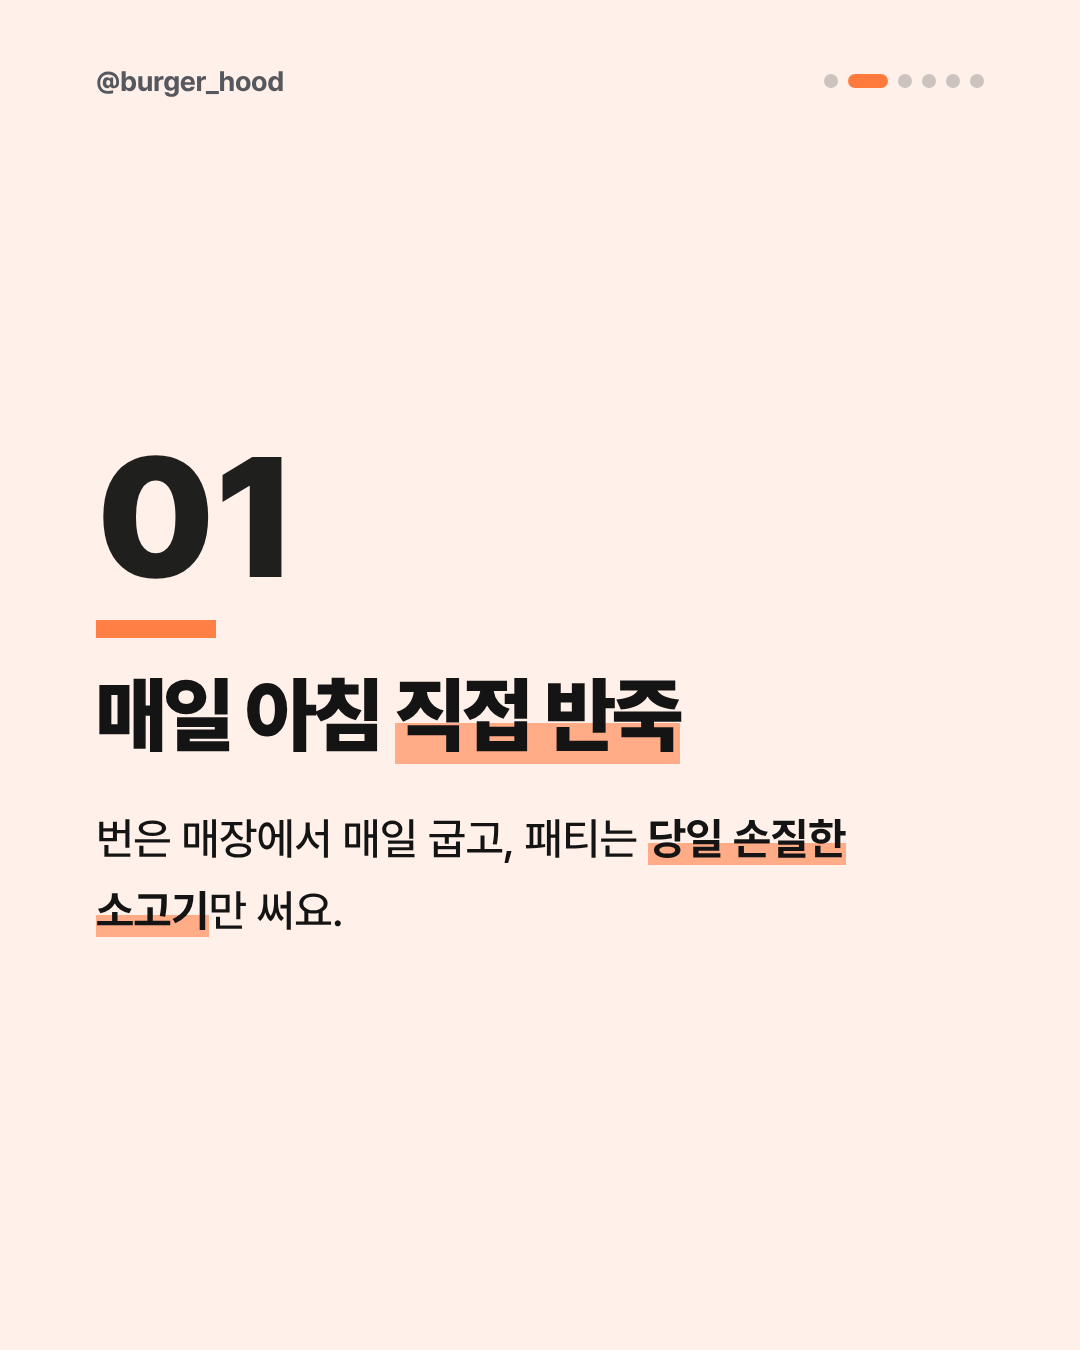 @burger_hood
01
매일 아침 직접 반죽
번은 매장에서 매일 굽고, 패티는 당일 손질한
소고기만 써요.